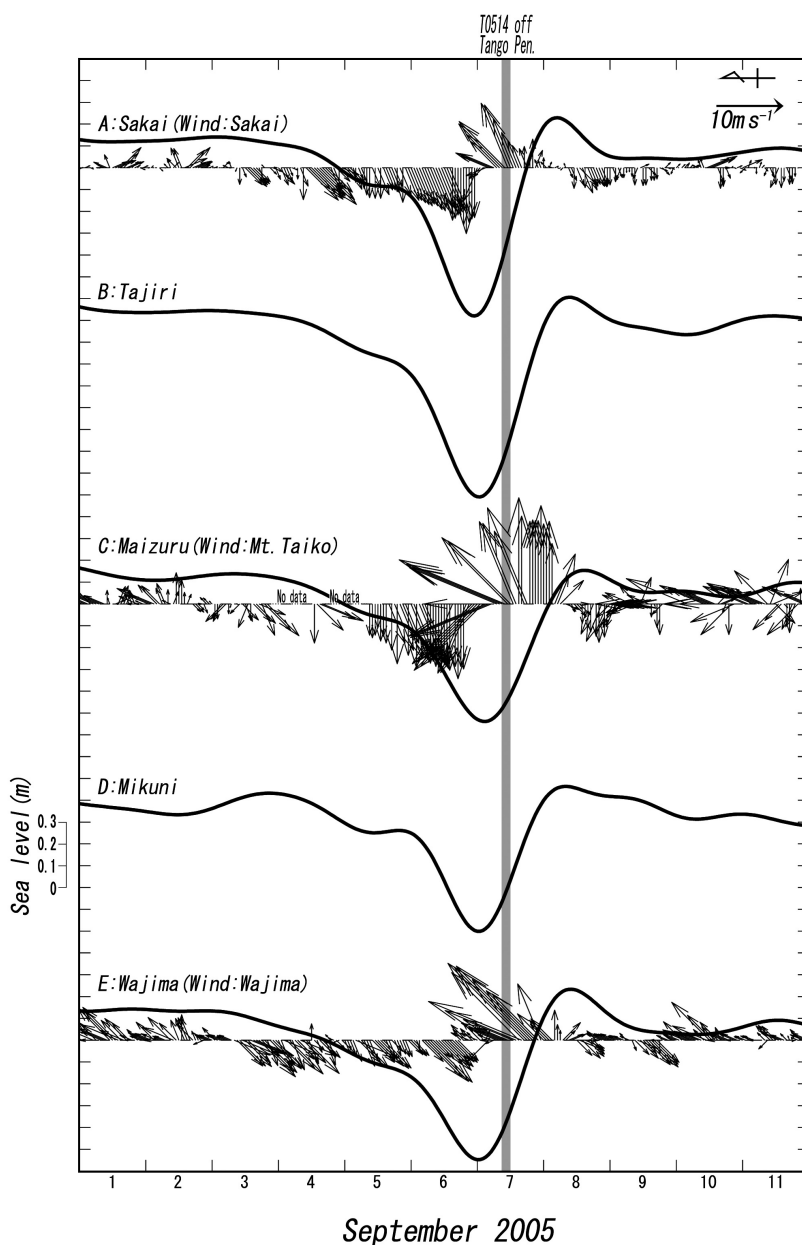 T0514 off
Tango Pen.
10ms⁻¹
A:Sakai(Wind:Sakai)
B:Tajiri
C:Maizuru(Wind:Mt.Taiko)
No data No data
D:Mikuni
Sea level(m)
0.3
0.2
0.1
0
E:Wajima(Wind:Wajima)
1 2 3 4 5 6 7 8 9 10 11
September 2005